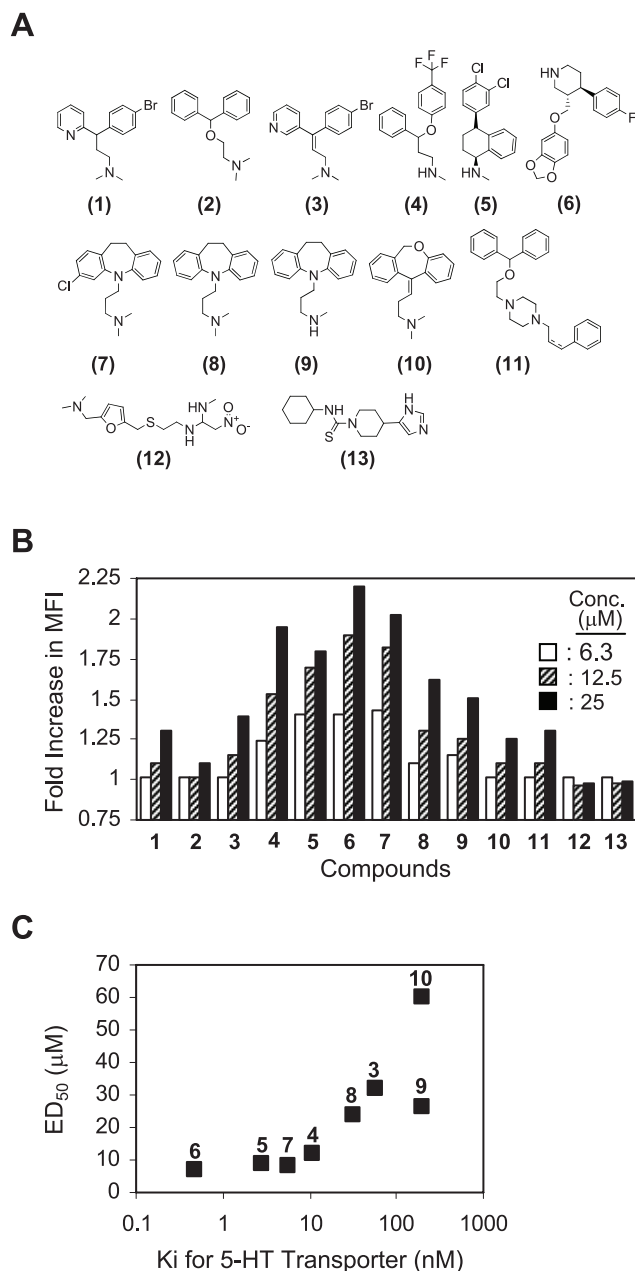 A
Br
N
N
(1)
O
N
(2)
Br
N
N
(3)
F
F F
O
HN
(4)
Cl
Cl
HN
(5)
HN
O
F
O
O
(6)
Cl
N
N
(7)
N
N
(8)
N
N
H
(9)
O
N
(10)
O
N
N
(11)
N
O
S
N
H
HN
N+
O
O-
(12)
NH
S
N
H
N
N
(13)
B
Fold Increase in MFI
2.25
2
1.75
1.5
1.25
1
0.75
Conc.
(μM)
: 6.3
: 12.5
: 25
1 2 3 4 5 6 7 8 9 10 11 12 13
Compounds
C
ED50 (μM)
70
60
50
40
30
20
10
0
10
3
9
8
6 5 7 4
0.1 1 10 100 1000
Ki for 5-HT Transporter (nM)